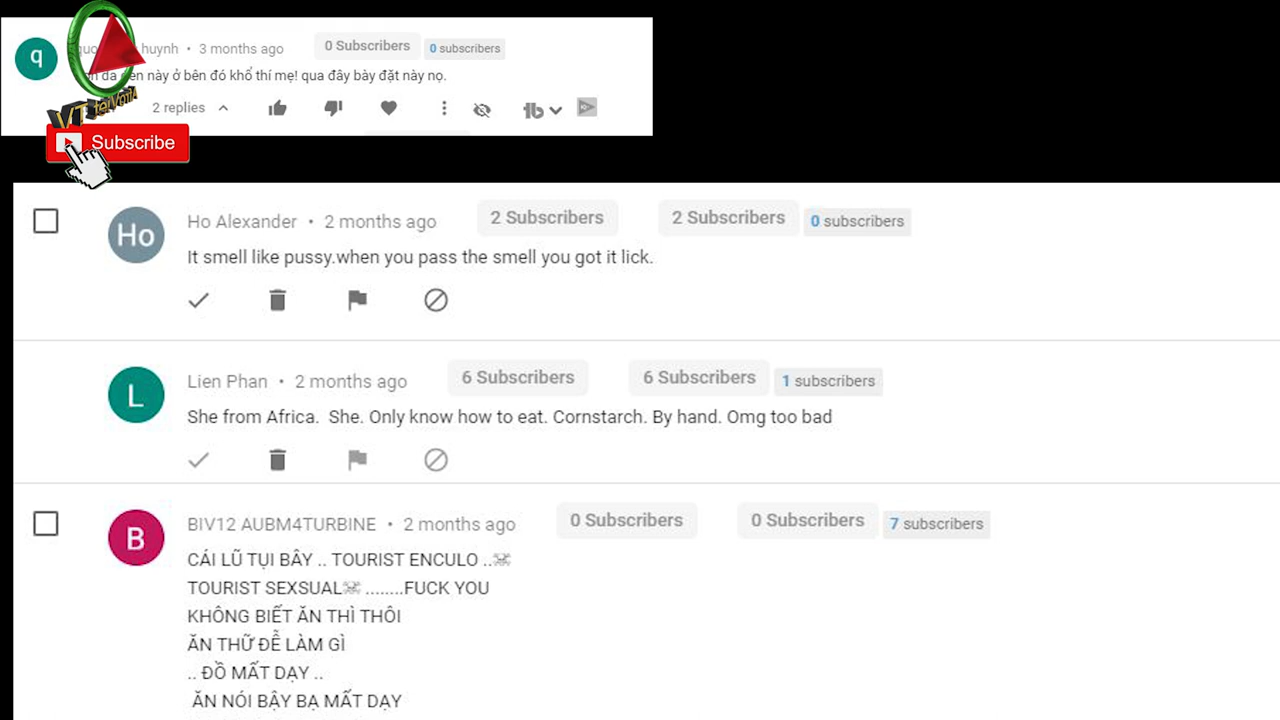 huynh • 3 months ago 0 Subscribers 0 subscribers
này ở bên đó khổ thí mẹ! qua đây bày đặt này nọ.
2 replies
VT
Subscribe
Ho Alexander • 2 months ago 2 Subscribers 2 Subscribers 0 subscribers
Ho
It smell like pussy.when you pass the smell you got it lick.
Lien Phan • 2 months ago 6 Subscribers 6 Subscribers 1 subscribers
L
She from Africa. She. Only know how to eat. Cornstarch. By hand. Omg too bad
BIV12 AUBM4TURBINE • 2 months ago 0 Subscribers 0 Subscribers 7 subscribers
B
CÁI LŨ TỤI BÂY .. TOURIST ENCULO ..☠
TOURIST SEXSUAL☠ ........FUCK YOU
KHÔNG BIẾT ĂN THÌ THÔI
ĂN THỮ ĐỄ LÀM GÌ
.. ĐỒ MẤT DẠY ..
ĂN NÓI BẬY BẠ MẤT DẠY